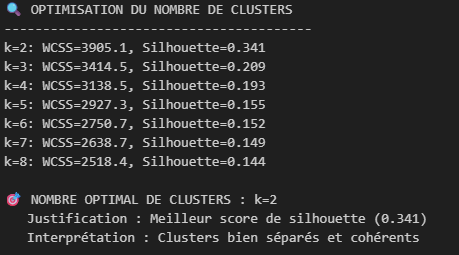 🔍 OPTIMISATION DU NOMBRE DE CLUSTERS
----------------------------------------
k=2: WCSS=3905.1, Silhouette=0.341
k=3: WCSS=3414.5, Silhouette=0.209
k=4: WCSS=3138.5, Silhouette=0.193
k=5: WCSS=2927.3, Silhouette=0.155
k=6: WCSS=2750.7, Silhouette=0.152
k=7: WCSS=2638.7, Silhouette=0.149
k=8: WCSS=2518.4, Silhouette=0.144
🎯 NOMBRE OPTIMAL DE CLUSTERS : k=2
Justification : Meilleur score de silhouette (0.341)
Interprétation : Clusters bien séparés et cohérents